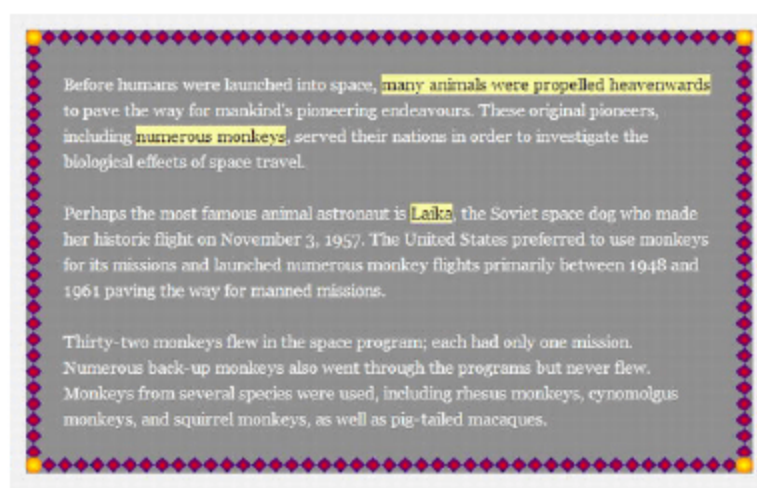 Before humans were launched into space, many animals were propelled heavenwards
to pave the way for mankind's pioneering endeavours. These original pioneers,
including numerous monkeys, served their nations in order to investigate the
biological effects of space travel.
Perhaps the most famous animal astronaut is Laika, the Soviet space dog who made
her historic flight on November 3, 1957. The United States preferred to use monkeys
for its missions and launched numerous monkey flights primarily between 1948 and
1961 paving the way for manned missions.
Thirty-two monkeys flew in the space program; each had only one mission.
Numerous back-up monkeys also went through the programs but never flew.
Monkeys from several species were used, including rhesus monkeys, cynomolgus
monkeys, and squirrel monkeys, as well as pig-tailed macaques.